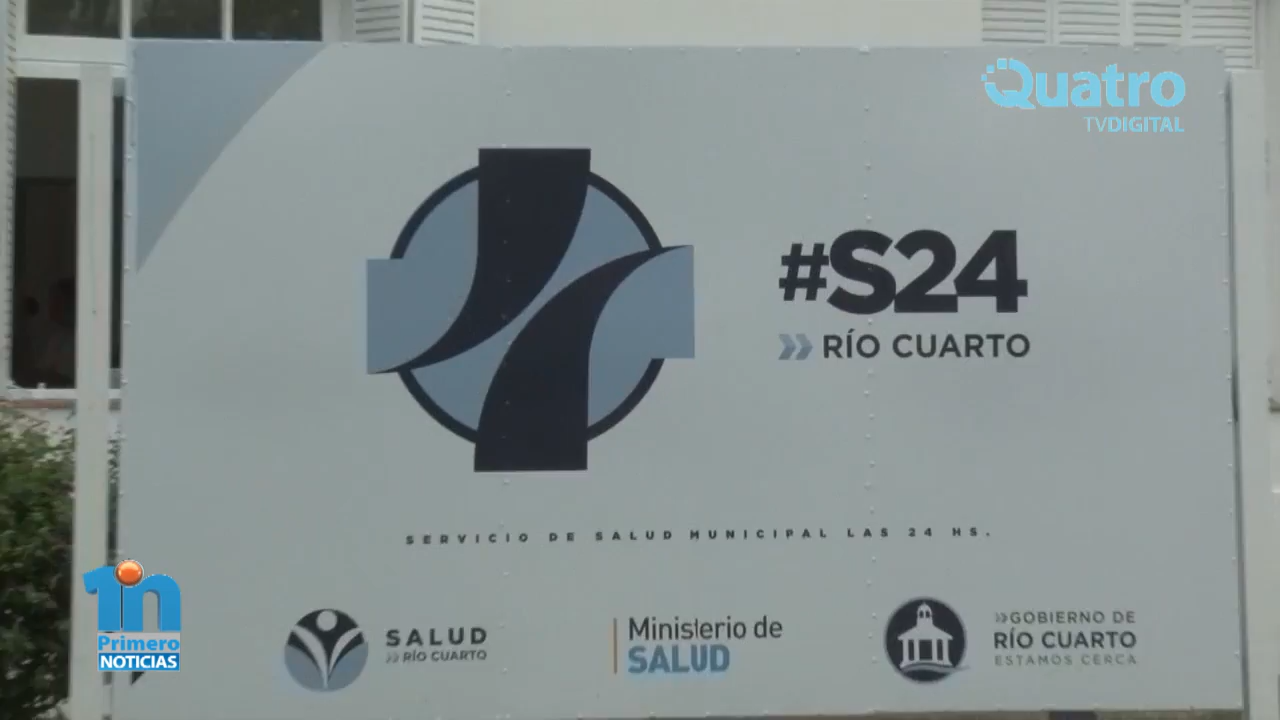 Quatro
TVDIGITAL
#S24
RÍO CUARTO
SERVICIO DE SALUD MUNICIPAL LAS 24 HS.
1n
Primero
NOTICIAS
SALUD
RÍO CUARTO
Ministerio de
SALUD
GOBIERNO DE
RÍO CUARTO
ESTAMOS CERCA